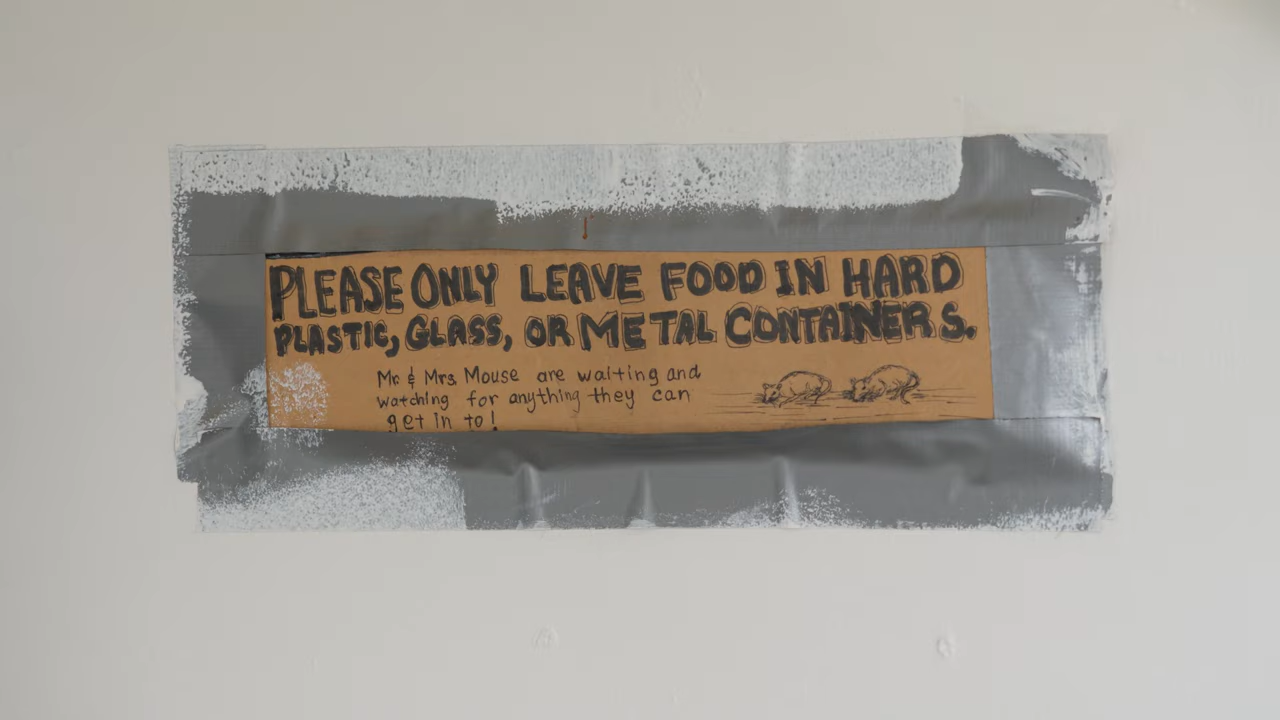 PLEASE ONLY LEAVE FOOD IN HARD
PLASTIC, GLASS, OR METAL CONTAINERS.
Mr. & Mrs. Mouse are waiting and
watching for anything they can
get in to!